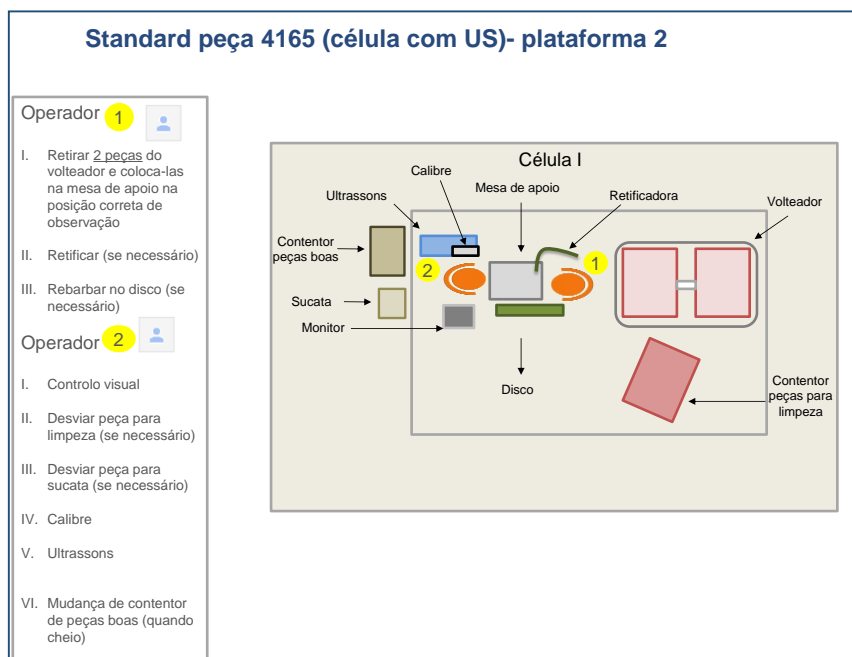 Standard peça 4165 (célula com US)- plataforma 2
Operador 1
I. Retirar 2 peças do
volteador e coloca-las
na mesa de apoio na
posição correta de
observação
II. Retificar (se necessário)
III. Rebarbar no disco (se
necessário)
Operador 2
I. Controlo visual
II. Desviar peça para
limpeza (se necessário)
III. Desviar peça para
sucata (se necessário)
IV. Calibre
V. Ultrassons
VI. Mudança de contentor
de peças boas (quando
cheio)
Célula I
Calibre
Mesa de apoio
Retificadora
Ultrassons
Volteador
Contentor
peças boas
1
2
Sucata
Monitor
Disco
Contentor
peças para
limpeza